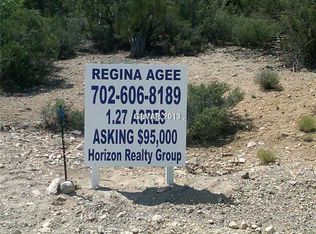 REGINA AGEE
702-606-8189
1.27 ACRES
ASKING $95,000
Horizon Realty Group